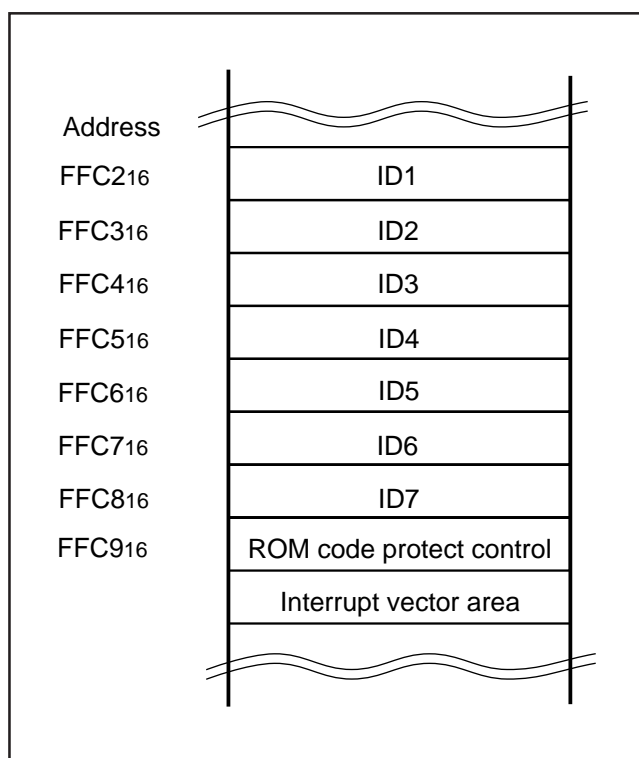 Address
FFC216 ID1
FFC316 ID2
FFC416 ID3
FFC516 ID4
FFC616 ID5
FFC716 ID6
FFC816 ID7
FFC916 ROM code protect control
Interrupt vector area